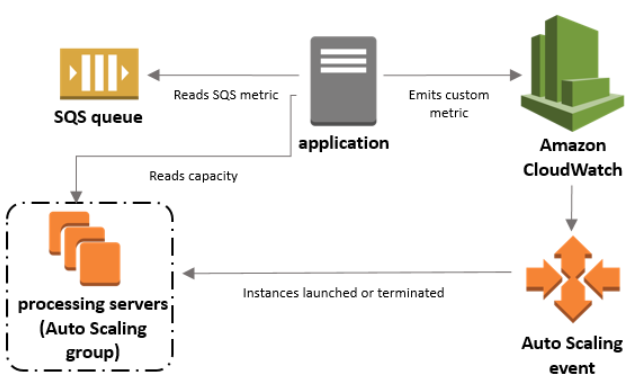 Reads SQS metric
Emits custom
metric
SQS queue
application
Amazon
CloudWatch
Reads capacity
processing servers
(Auto Scaling
group)
Instances launched or terminated
Auto Scaling
event